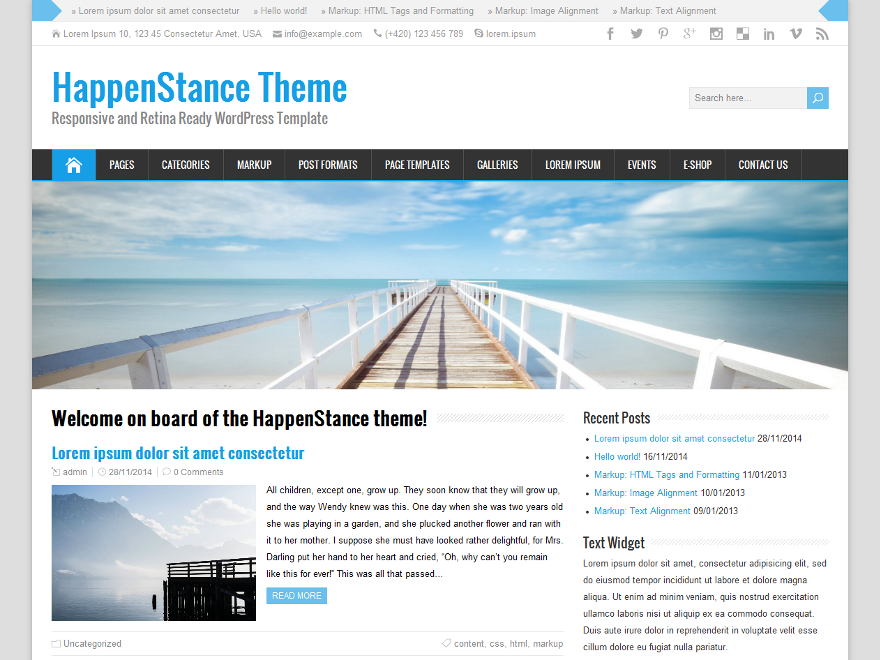 » Lorem ipsum dolor sit amet consectetur » Hello world! » Markup: HTML Tags and Formatting » Markup: Image Alignment » Markup: Text Alignment
Lorem Ipsum 10, 123 45 Consectetur Amet, USA info@example.com (+420) 123 456 789 lorem.ipsum
HappenStance Theme
Responsive and Retina Ready WordPress Template
Search here...
PAGES CATEGORIES MARKUP POST FORMATS PAGE TEMPLATES GALLERIES LOREM IPSUM EVENTS E-SHOP CONTACT US
Welcome on board of the HappenStance theme!
Lorem ipsum dolor sit amet consectetur
admin 28/11/2014 0 Comments
All children, except one, grow up. They soon know that they will grow up,
and the way Wendy knew was this. One day when she was two years old
she was playing in a garden, and she plucked another flower and ran with
it to her mother. I suppose she must have looked rather delightful, for Mrs.
Darling put her hand to her heart and cried, “Oh, why can’t you remain
like this for ever!” This was all that passed…
READ MORE
Uncategorized content, css, html, markup
Recent Posts
• Lorem ipsum dolor sit amet consectetur 28/11/2014
• Hello world! 16/11/2014
• Markup: HTML Tags and Formatting 11/01/2013
• Markup: Image Alignment 10/01/2013
• Markup: Text Alignment 09/01/2013
Text Widget
Lorem ipsum dolor sit amet, consectetur adipisicing elit, sed
do eiusmod tempor incididunt ut labore et dolore magna
aliqua. Ut enim ad minim veniam, quis nostrud exercitation
ullamco laboris nisi ut aliquip ex ea commodo consequat.
Duis aute irure dolor in reprehenderit in voluptate velit esse
cillum dolore eu fugiat nulla pariatur.